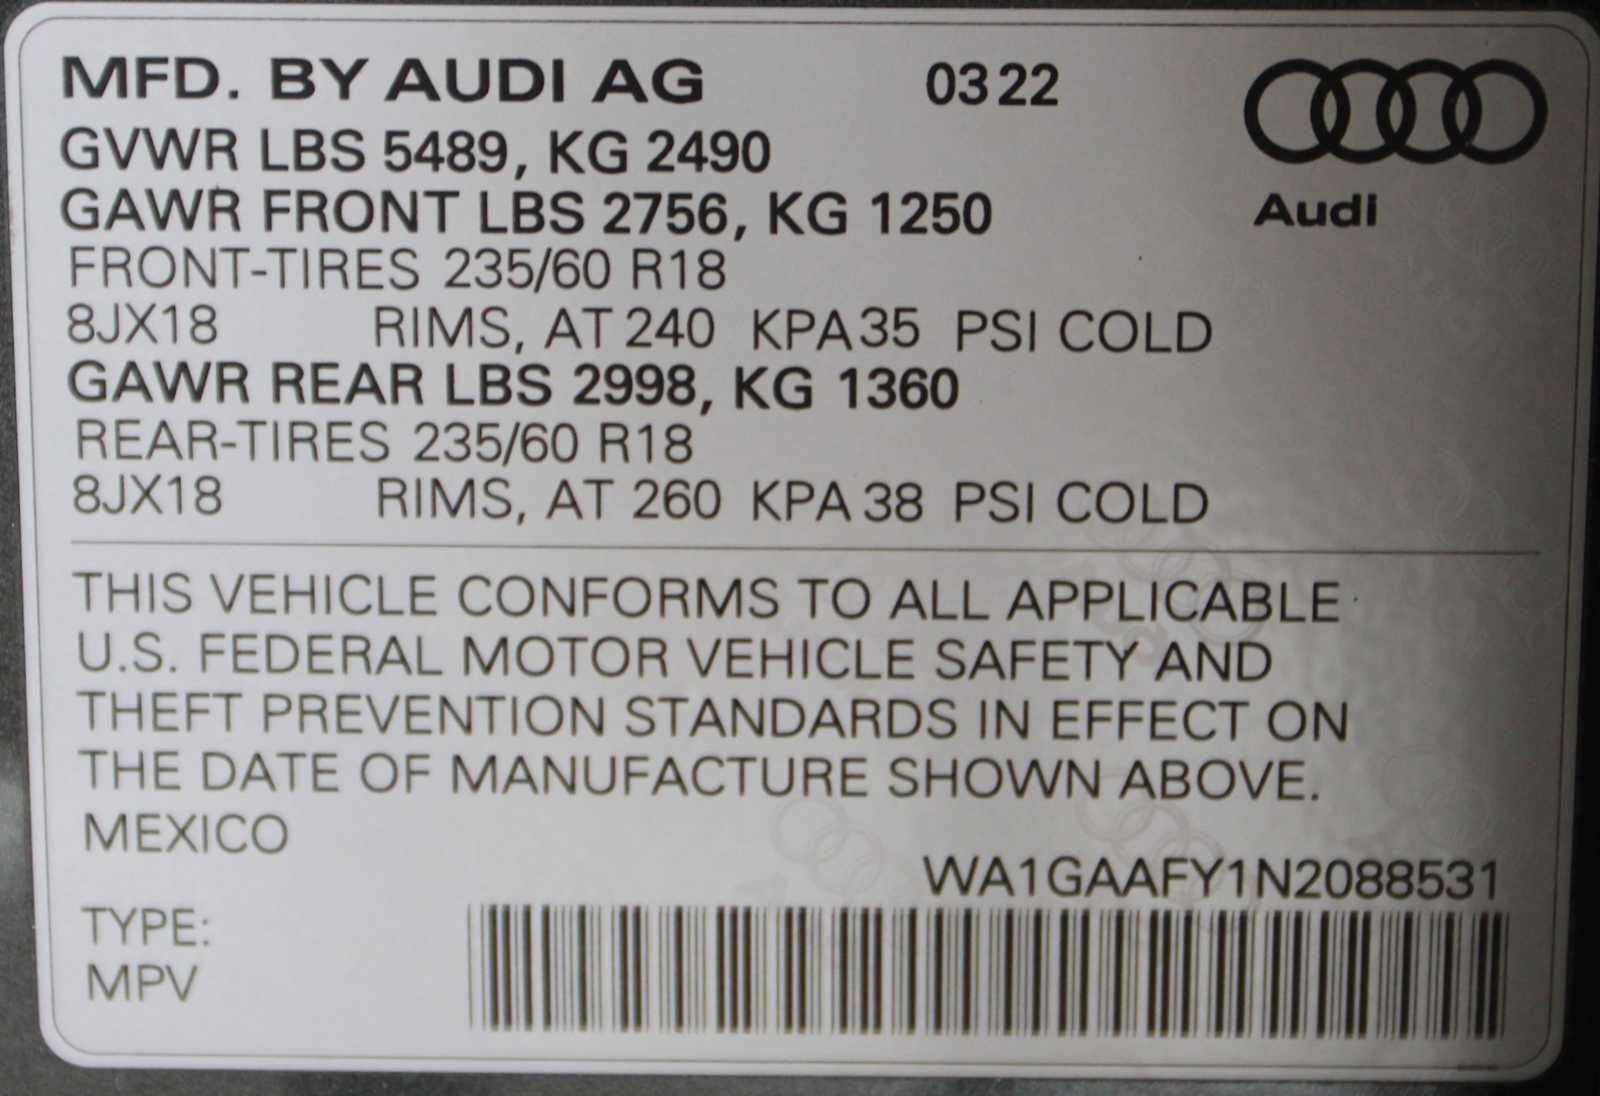 MFD. BY AUDI AG 03 22
GVWR LBS 5489, KG 2490
GAWR FRONT LBS 2756, KG 1250
Audi
FRONT-TIRES 235/60 R18
8JX18 RIMS, AT 240 KPA 35 PSI COLD
GAWR REAR LBS 2998, KG 1360
REAR-TIRES 235/60 R18
8JX18 RIMS, AT 260 KPA 38 PSI COLD
THIS VEHICLE CONFORMS TO ALL APPLICABLE
U.S. FEDERAL MOTOR VEHICLE SAFETY AND
THEFT PREVENTION STANDARDS IN EFFECT ON
THE DATE OF MANUFACTURE SHOWN ABOVE.
MEXICO
WA1GAAFY1N2088531
TYPE:
MPV